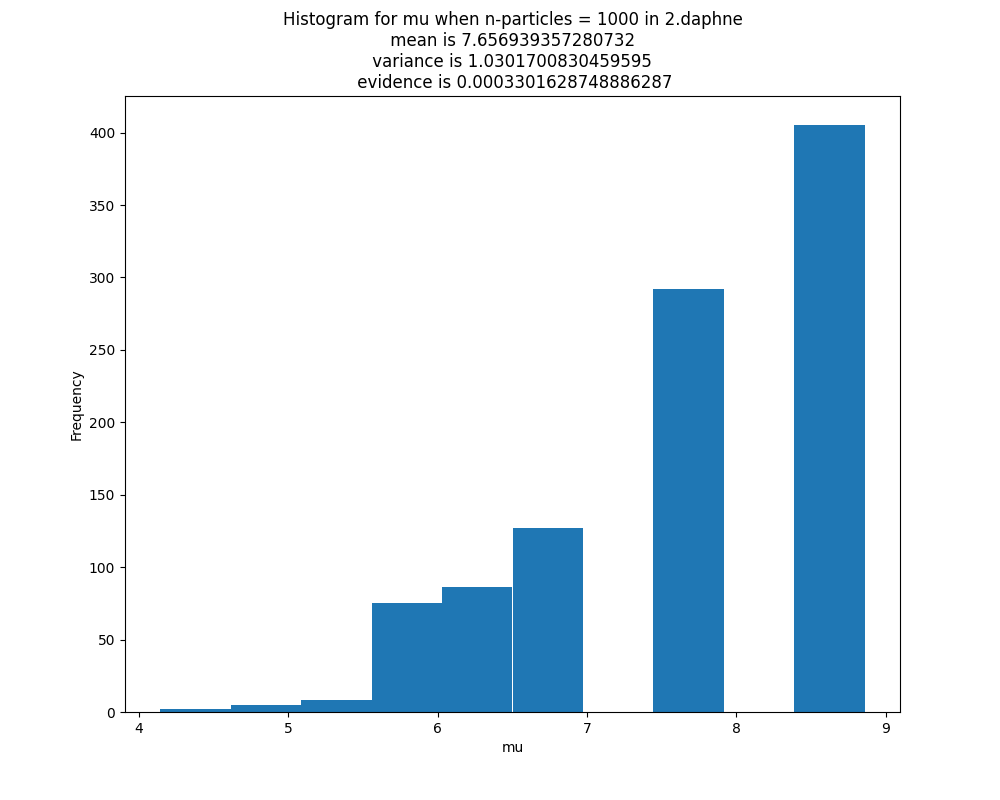 Histogram for mu when n-particles = 1000 in 2.daphne
mean is 7.656939357280732
variance is 1.0301700830459595
evidence is 0.0003301628748886287
400
350
300
250
200
150
100
50
0
Frequency
4 5 6 7 8 9
mu